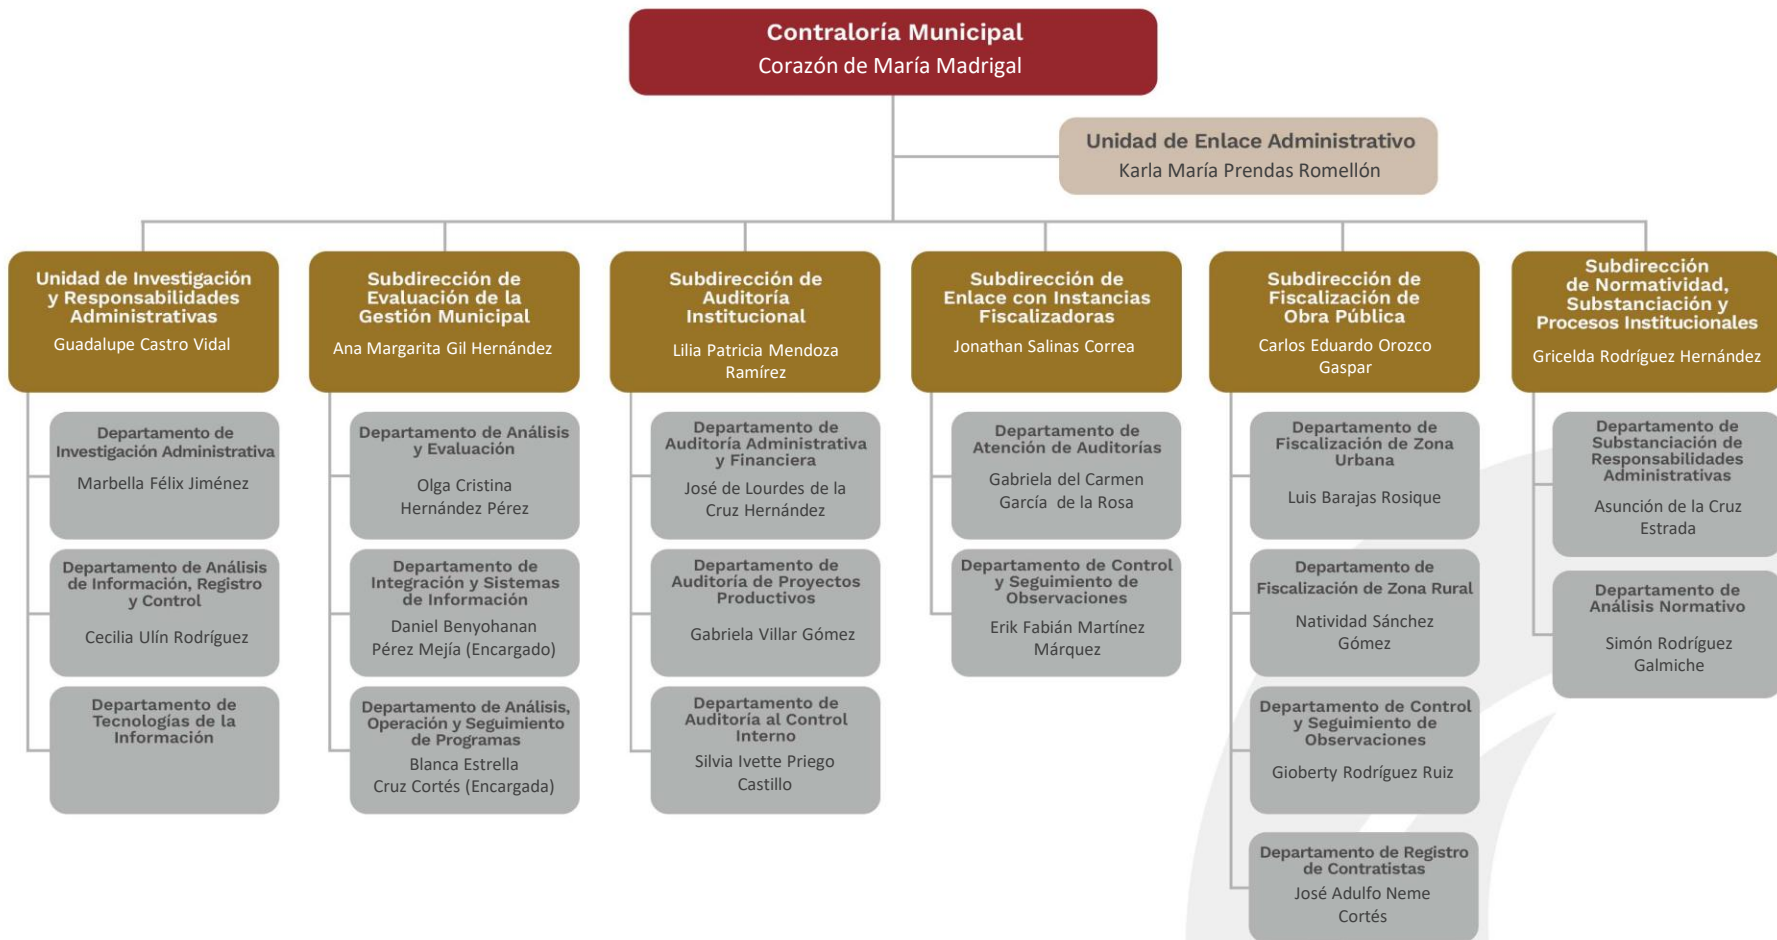 Contraloría Municipal
Corazón de María Madrigal
Unidad de Enlace Administrativo
Karla María Prendas Romellón
Unidad de Investigación
y Responsabilidades
Administrativas
Guadalupe Castro Vidal
Departamento de
Investigación Administrativa
Marbella Félix Jiménez
Departamento de Análisis
de Información, Registro
y Control
Cecilia Ulín Rodríguez
Departamento de
Tecnologías de la
Información
Subdirección de
Evaluación de la
Gestión Municipal
Ana Margarita Gil Hernández
Departamento de Análisis
y Evaluación
Olga Cristina
Hernández Pérez
Departamento de
Integración y Sistemas
de Información
Daniel Benyohanan
Pérez Mejía (Encargado)
Departamento de Análisis,
Operación y Seguimiento
de Programas
Blanca Estrella
Cruz Cortés (Encargada)
Subdirección de
Auditoría
Institucional
Lilia Patricia Mendoza
Ramírez
Departamento de
Auditoría Administrativa
y Financiera
José de Lourdes de la
Cruz Hernández
Departamento de
Auditoría de Proyectos
Productivos
Gabriela Villar Gómez
Departamento de
Auditoría al Control
Interno
Silvia Ivette Priego
Castillo
Subdirección de
Enlace con Instancias
Fiscalizadoras
Jonathan Salinas Correa
Departamento de
Atención de Auditorías
Gabriela del Carmen
García  de la Rosa
Departamento de Control
y Seguimiento de
Observaciones
Erik Fabián Martínez
Márquez
Subdirección de
Fiscalización de
Obra Pública
Carlos Eduardo Orozco
Gaspar
Departamento de
Fiscalización de Zona
Urbana
Luis Barajas Rosique
Departamento de
Fiscalización de Zona Rural
Natividad Sánchez
Gómez
Departamento de Control
y Seguimiento de
Observaciones
Gioberty Rodríguez Ruiz
Departamento de Registro
de Contratistas
José Adulfo Neme
Cortés
Subdirección
de Normatividad,
Substanciación y
Procesos Institucionales
Gricelda Rodríguez Hernández
Departamento de
Substanciación de
Responsabilidades
Administrativas
Asunción de la Cruz
Estrada
Departamento de
Análisis Normativo
Simón Rodríguez
Galmiche